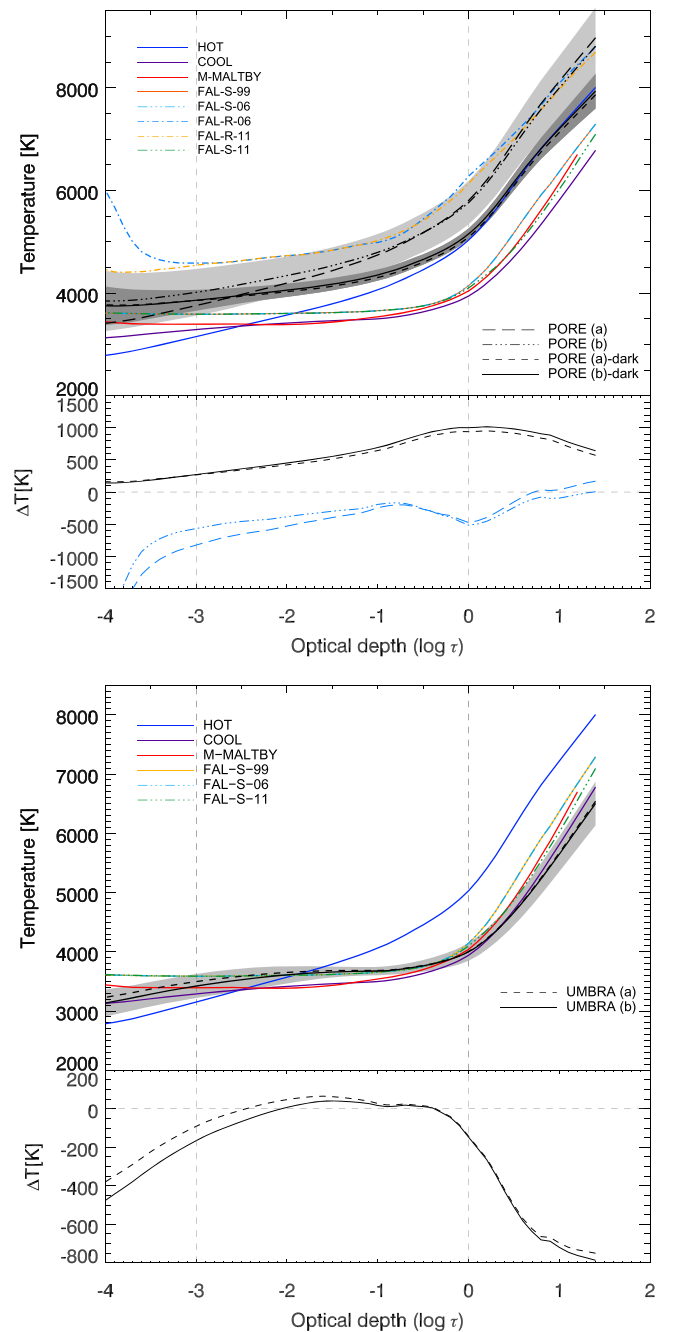 HOT
COOL
M-MALTBY
FAL-S-99
FAL-S-06
FAL-R-06
FAL-R-11
FAL-S-11
Temperature [K]
8000
6000
4000
2000
PORE (a)
PORE (b)
PORE (a)-dark
PORE (b)-dark
ΔT[K]
1500
1000
500
0
-500
-1000
-1500
-4 -3 -2 -1 0 1 2
Optical depth (log τ)
HOT
COOL
M−MALTBY
FAL−S−99
FAL−S−06
FAL−S−11
Temperature [K]
8000
7000
6000
5000
4000
3000
2000
UMBRA (a)
UMBRA (b)
ΔT[K]
200
0
-200
-400
-600
-800
-4 -3 -2 -1 0 1 2
Optical depth (log τ)